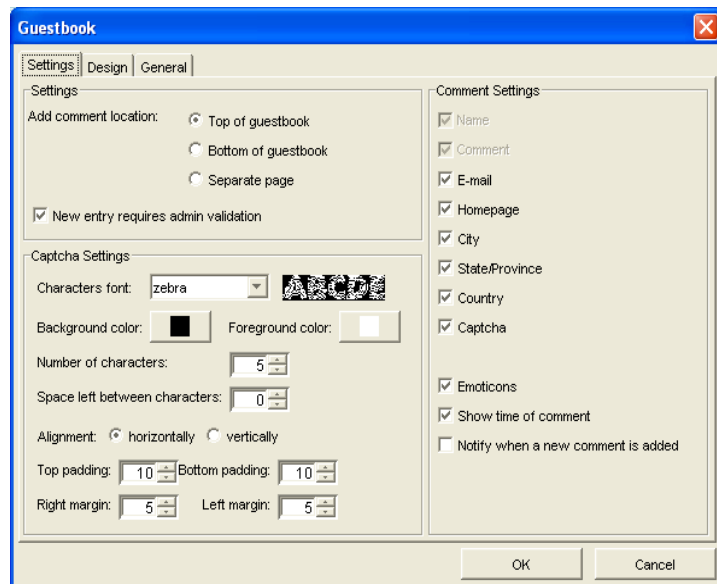 Guestbook
Settings Design General
Settings
Add comment location: Top of guestbook
Bottom of guestbook
Separate page
New entry requires admin validation
Captcha Settings
Characters font: zebra ABCDE
Background color: Foreground color:
Number of characters: 5
Space left between characters: 0
Alignment: horizontally vertically
Top padding: 10 Bottom padding: 10
Right margin: 5 Left margin: 5
Comment Settings
Name
Comment
E-mail
Homepage
City
State/Province
Country
Captcha
Emoticons
Show time of comment
Notify when a new comment is added
OK Cancel